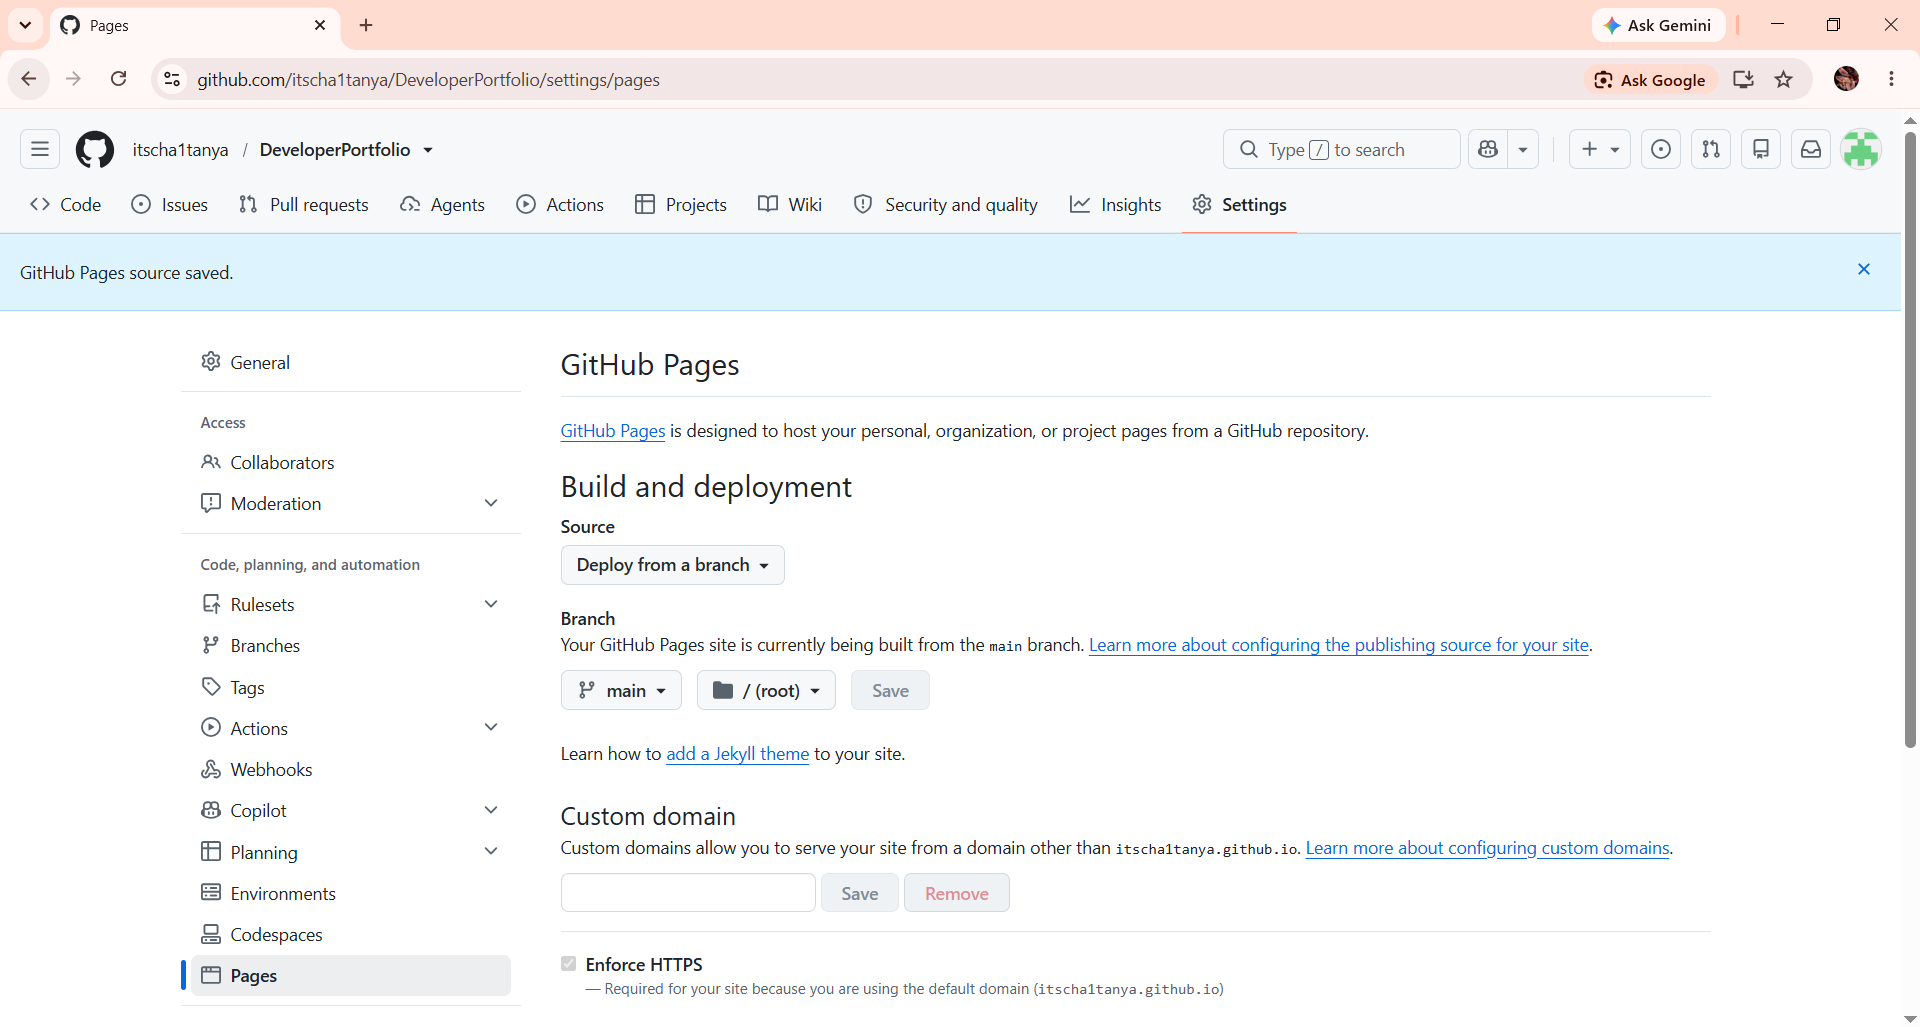 Pages
Ask Gemini
github.com/itscha1tanya/DeveloperPortfolio/settings/pages
Ask Google
itscha1tanya / DeveloperPortfolio
Type / to search
Code
Issues
Pull requests
Agents
Actions
Projects
Wiki
Security and quality
Insights
Settings
GitHub Pages source saved.
General
Access
Collaborators
Moderation
Code, planning, and automation
Rulesets
Branches
Tags
Actions
Webhooks
Copilot
Planning
Environments
Codespaces
Pages
GitHub Pages
GitHub Pages is designed to host your personal, organization, or project pages from a GitHub repository.
Build and deployment
Source
Deploy from a branch
Branch
Your GitHub Pages site is currently being built from the main branch. Learn more about configuring the publishing source for your site.
main
/ (root)
Save
Learn how to add a Jekyll theme to your site.
Custom domain
Custom domains allow you to serve your site from a domain other than itscha1tanya.github.io. Learn more about configuring custom domains.
Save
Remove
Enforce HTTPS
— Required for your site because you are using the default domain (itscha1tanya.github.io)